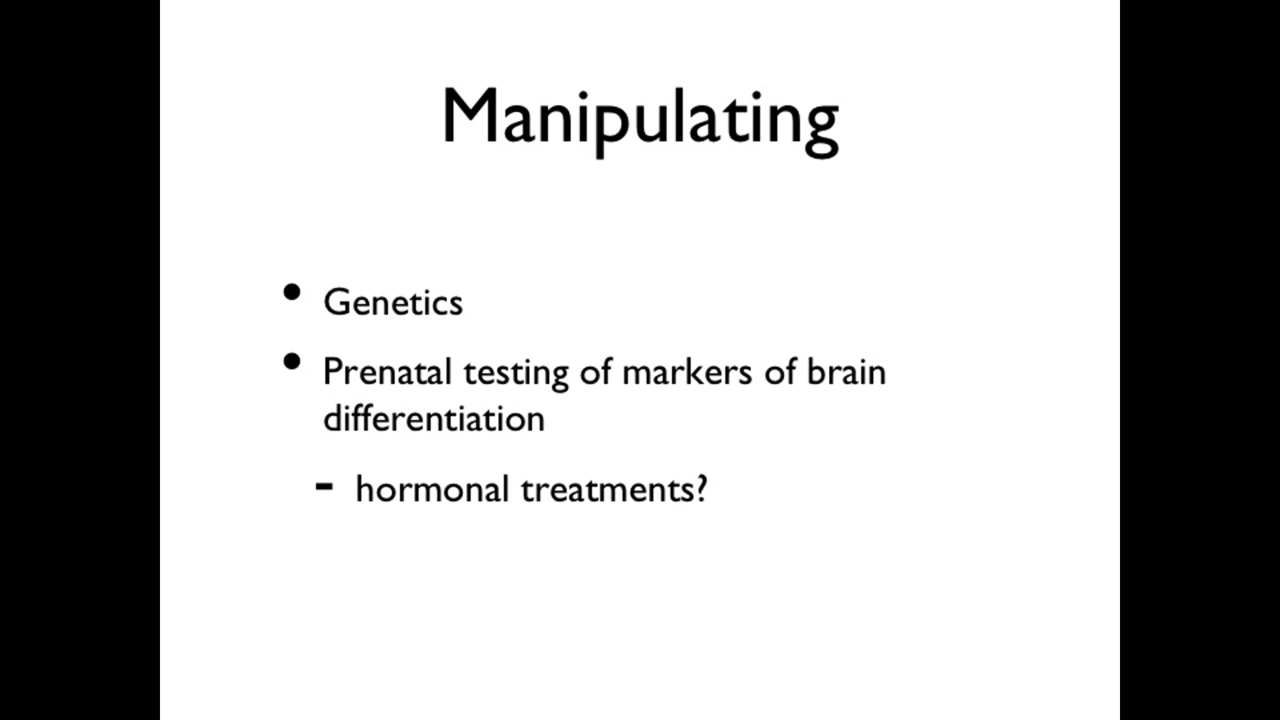 Manipulating
• Genetics
• Prenatal testing of markers of brain
differentiation
- hormonal treatments?